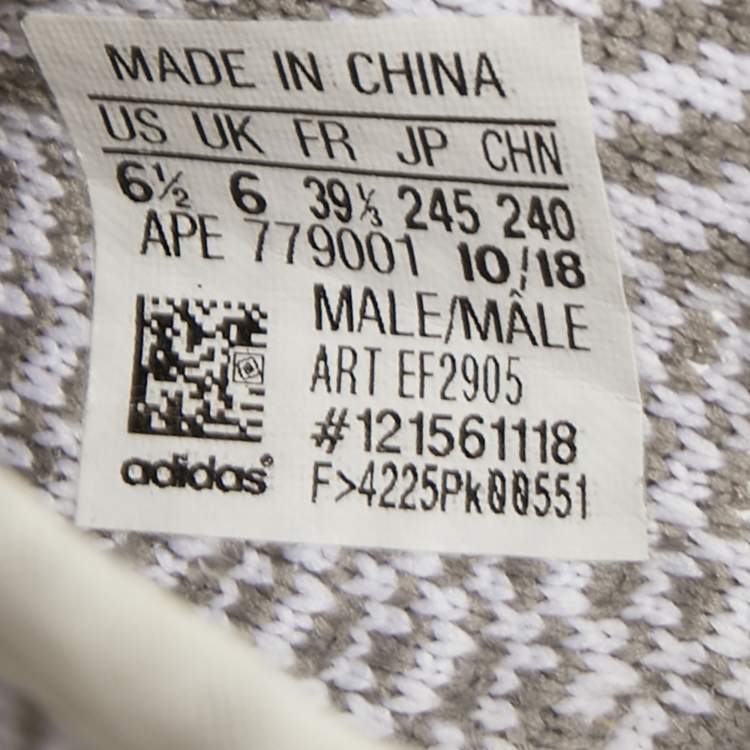 MADE IN CHINA
US UK FR JP CHN
6½ 6 39⅓ 245 240
APE 779001 10/18
MALE/MÂLE
ART EF2905
#121561118
F>4225Pk00551
adidas®